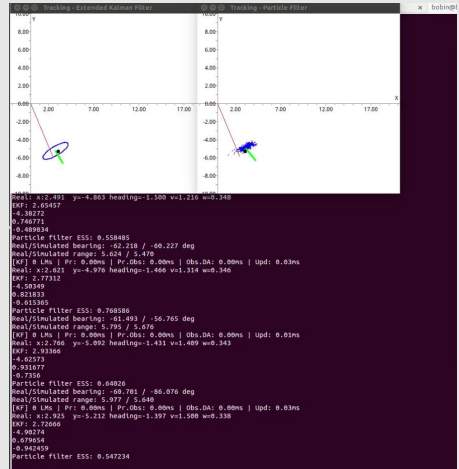 Tracking - Extended Kalman Filter
Tracking - Particle Filter
× bobin@l
10.00 Y
8.00
6.00
4.00
2.00
0.00 2.00 7.00 12.00 17.00
-2.00
-4.00
-6.00
-8.00
-10.00
10.00 Y
8.00
6.00
4.00
2.00
X
0.00 2.00 7.00 12.00 17.00
-2.00
-4.00
-6.00
-8.00
-10.00
Real: x:2.491 y=-4.863 heading=-1.500 v=1.216 w=0.348
EKF: 2.65457
-4.38272
0.746771
-0.489034
Particle filter ESS: 0.558485
Real/Simulated bearing: -62.218 / -60.227 deg
Real/Simulated range: 5.624 / 5.470
[KF] 0 LMs | Pr: 0.00ms | Pr.Obs: 0.00ms | Obs.DA: 0.00ms | Upd: 0.03ms
Real: x:2.621 y=-4.976 heading=-1.466 v=1.314 w=0.346
EKF: 2.77312
-4.50349
0.821833
-0.615365
Particle filter ESS: 0.768586
Real/Simulated bearing: -61.493 / -56.765 deg
Real/Simulated range: 5.795 / 5.676
[KF] 0 LMs | Pr: 0.00ms | Pr.Obs: 0.00ms | Obs.DA: 0.00ms | Upd: 0.01ms
Real: x:2.766 y=-5.092 heading=-1.431 v=1.409 w=0.343
EKF: 2.93366
-4.62573
0.931677
-0.7356
Particle filter ESS: 0.64026
Real/Simulated bearing: -60.701 / -86.076 deg
Real/Simulated range: 5.977 / 5.640
[KF] 0 LMs | Pr: 0.00ms | Pr.Obs: 0.00ms | Obs.DA: 0.00ms | Upd: 0.03ms
Real: x:2.925 y=-5.212 heading=-1.397 v=1.500 w=0.338
EKF: 2.72666
-4.90274
0.679654
-0.942459
Particle filter ESS: 0.547234